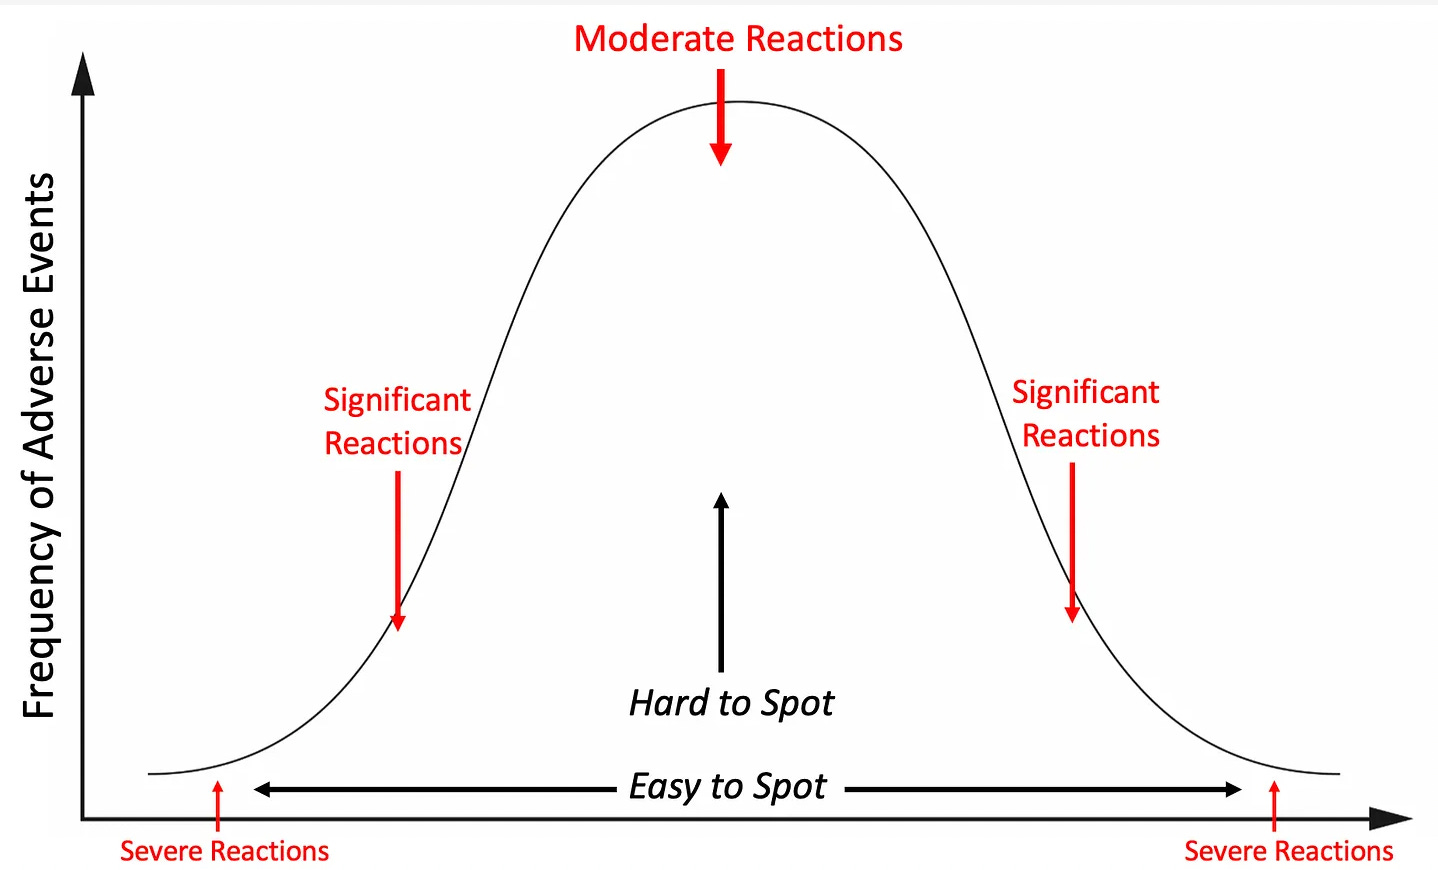 Moderate Reactions
Frequency of Adverse Events
Significant
Reactions
Significant
Reactions
Hard to Spot
Easy to Spot
Severe Reactions
Severe Reactions